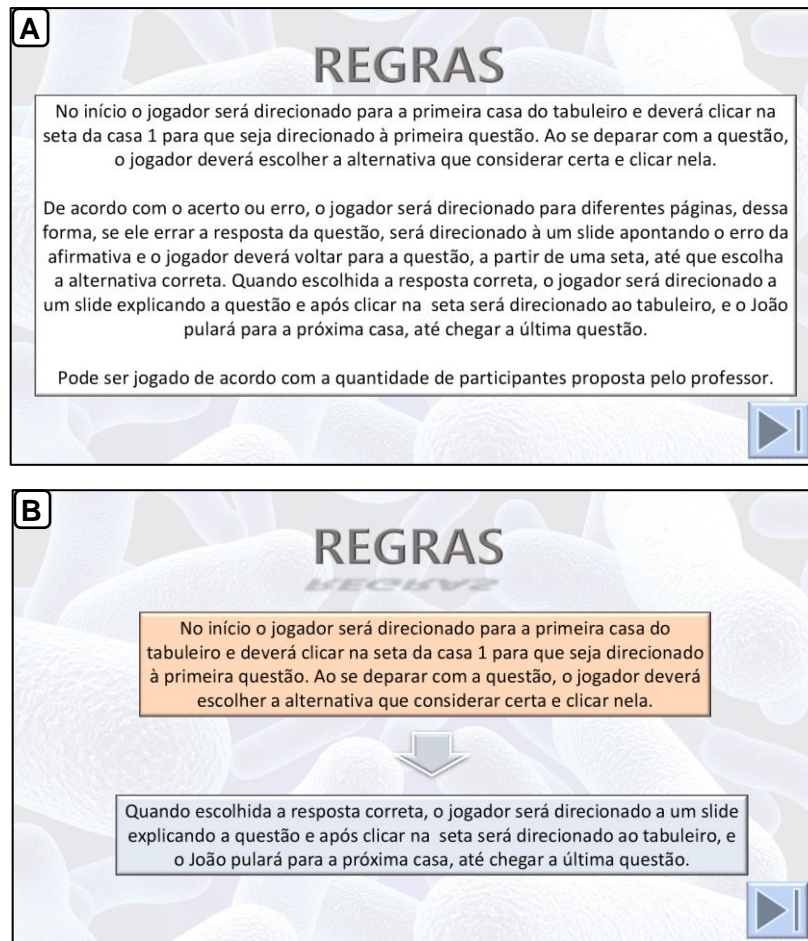 A
REGRAS
No início o jogador será direcionado para a primeira casa do tabuleiro e deverá clicar na
seta da casa 1 para que seja direcionado à primeira questão. Ao se deparar com a questão,
o jogador deverá escolher a alternativa que considerar certa e clicar nela.
De acordo com o acerto ou erro, o jogador será direcionado para diferentes páginas, dessa
forma, se ele errar a resposta da questão, será direcionado à um slide apontando o erro da
afirmativa e o jogador deverá voltar para a questão, a partir de uma seta, até que escolha
a alternativa correta. Quando escolhida a resposta correta, o jogador será direcionado a
um slide explicando a questão e após clicar na seta será direcionado ao tabuleiro, e o João
pulará para a próxima casa, até chegar a última questão.
Pode ser jogado de acordo com a quantidade de participantes proposta pelo professor.
B
REGRAS
No início o jogador será direcionado para a primeira casa do
tabuleiro e deverá clicar na seta da casa 1 para que seja direcionado
à primeira questão. Ao se deparar com a questão, o jogador deverá
escolher a alternativa que considerar certa e clicar nela.
Quando escolhida a resposta correta, o jogador será direcionado a um slide
explicando a questão e após clicar na seta será direcionado ao tabuleiro, e
o João pulará para a próxima casa, até chegar a última questão.